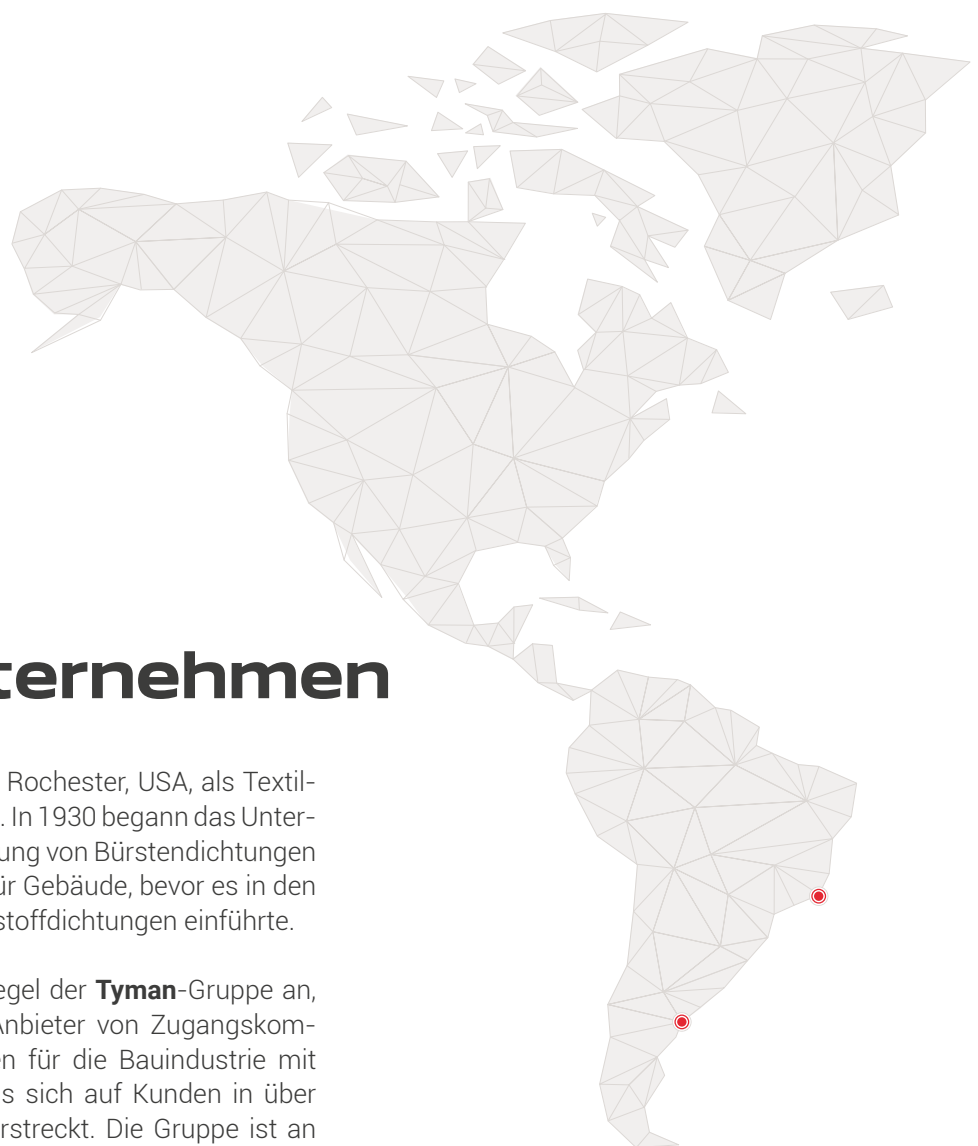 ternehmen
Rochester, USA, als Textil-
. In 1930 begann das Unter-
ung von Bürstendichtungen
ür Gebäude, bevor es in den
stoffdichtungen einführte.
egel der Tyman-Gruppe an,
Anbieter von Zugangskom-
en für die Bauindustrie mit
s sich auf Kunden in über
rstreckt. Die Gruppe ist an